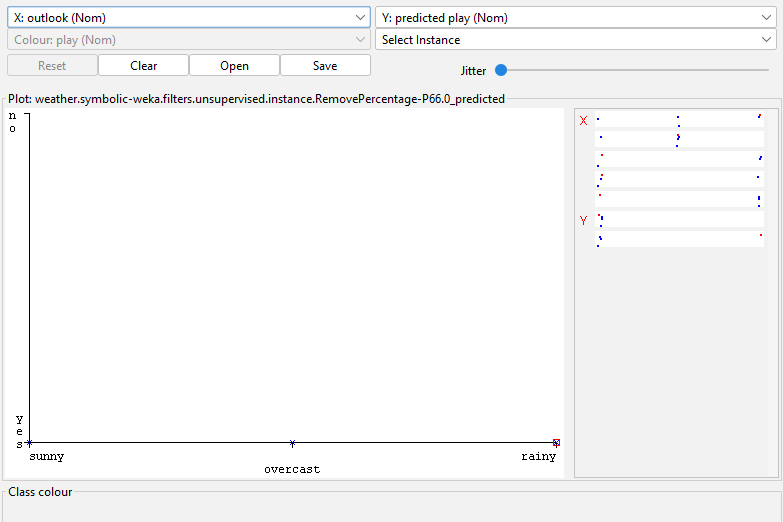 X: outlook (Nom)
Y: predicted play (Nom)
Colour: play (Nom)
Select Instance
Reset
Clear
Open
Save
Jitter
Plot: weather.symbolic-weka.filters.unsupervised.instance.RemovePercentage-P66.0_predicted
no
yes
sunny
overcast
rainy
X
Y
Class colour